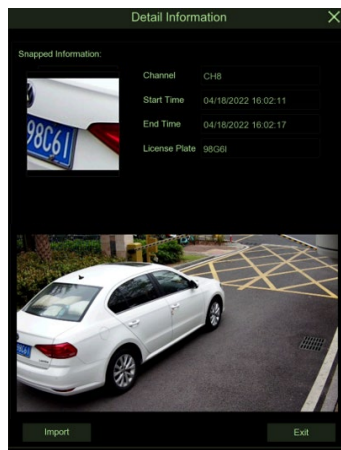 Detail Information
Snapped Information:
98C6]
Channel CH8
Start Time 04/18/2022 16:02:11
End Time 04/18/2022 16:02:17
License Plate 98G6I
Import
Exit